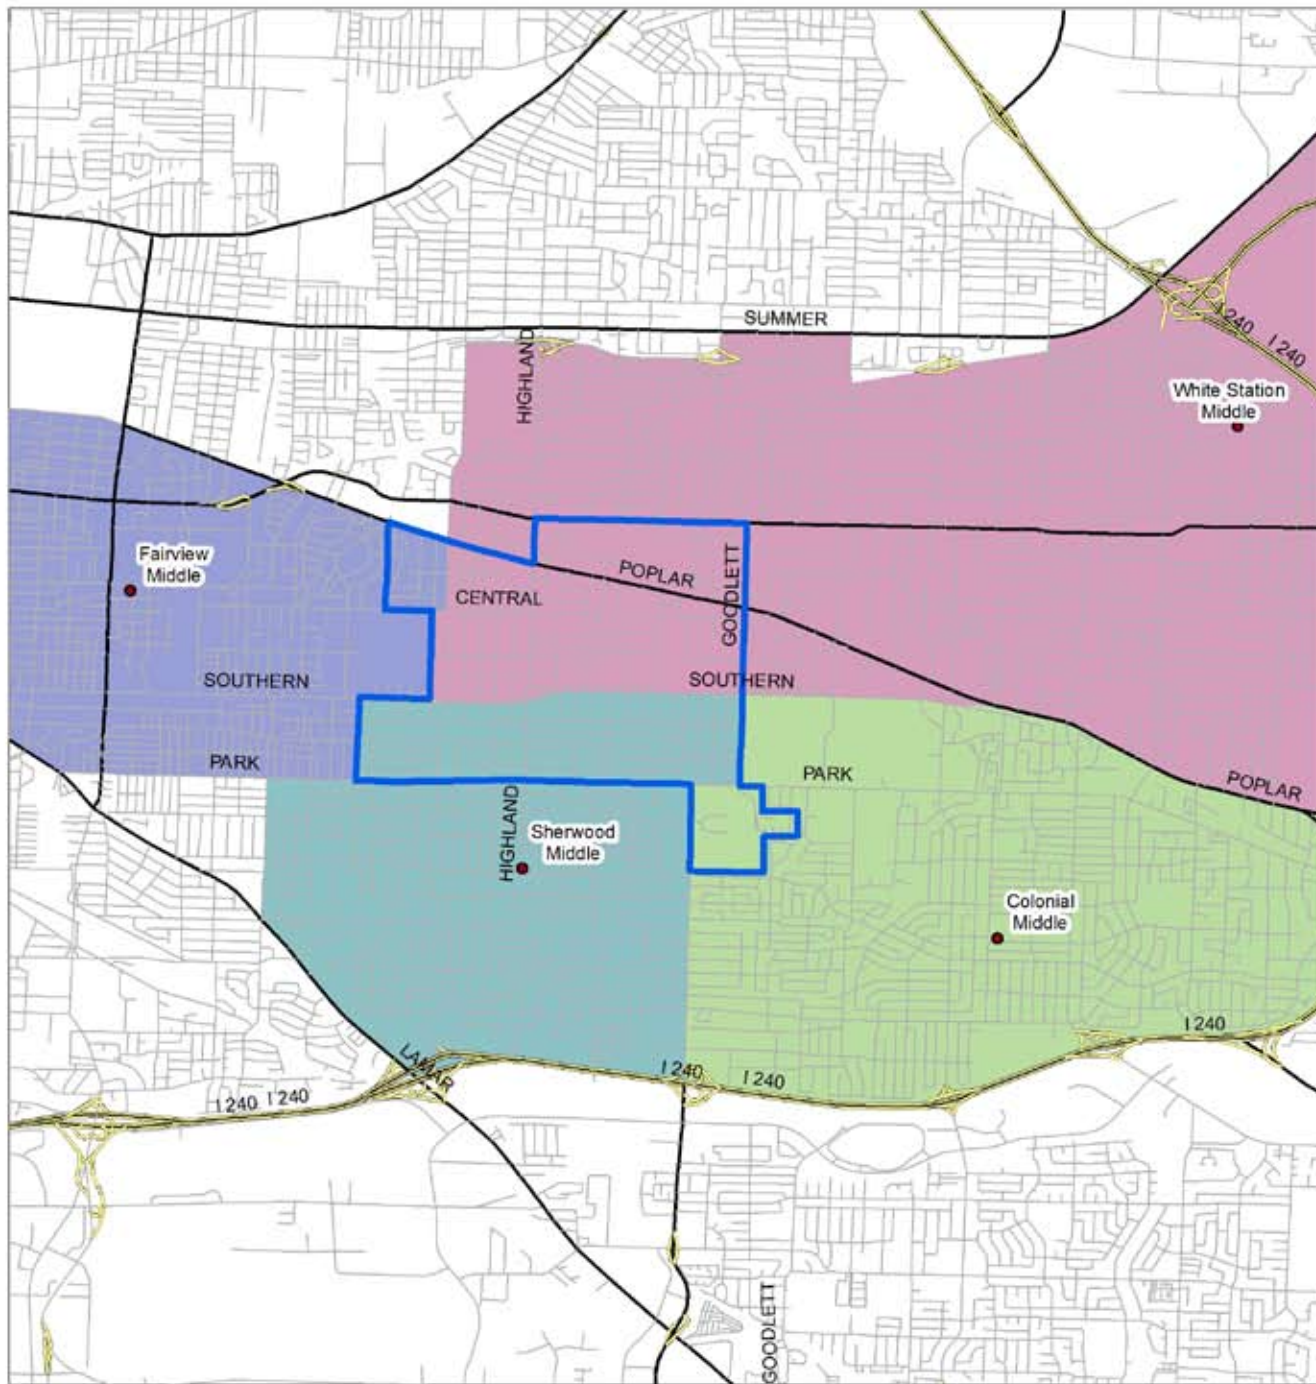 SUMMER
HIGHLAND
I 240
I 240
White Station
Middle
Fairview
Middle
POPLAR
GOODLETT
CENTRAL
SOUTHERN
SOUTHERN
PARK
PARK
POPLAR
HIGHLAND
Sherwood
Middle
Colonial
Middle
I 240
LAMAR
I 240
I 240
I 240
I 240
GOODLETT